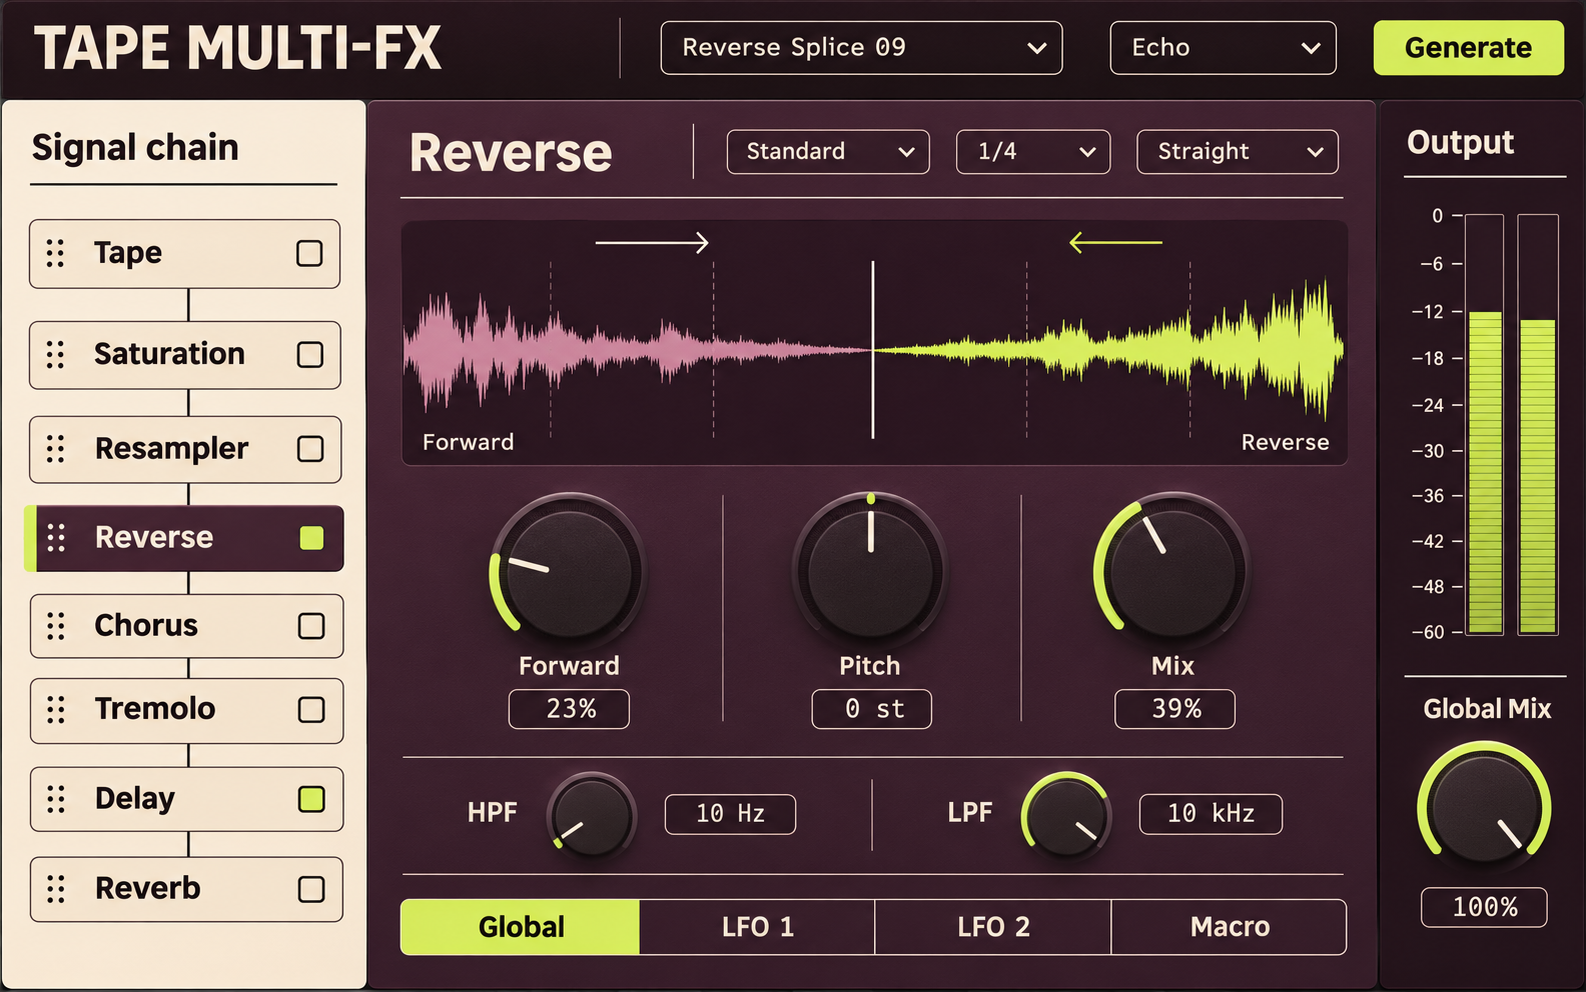 TAPE MULTI-FX
Reverse Splice 09
Echo
Generate
Signal chain
Tape
Saturation
Resampler
Reverse
Chorus
Tremolo
Delay
Reverb
Reverse
Standard
1/4
Straight
Forward
Reverse
Forward
23%
Pitch
0 st
Mix
39%
HPF
10 Hz
LPF
10 kHz
Global
LFO 1
LFO 2
Macro
Output
0
-6
-12
-18
-24
-30
-36
-42
-48
-60
Global Mix
100%